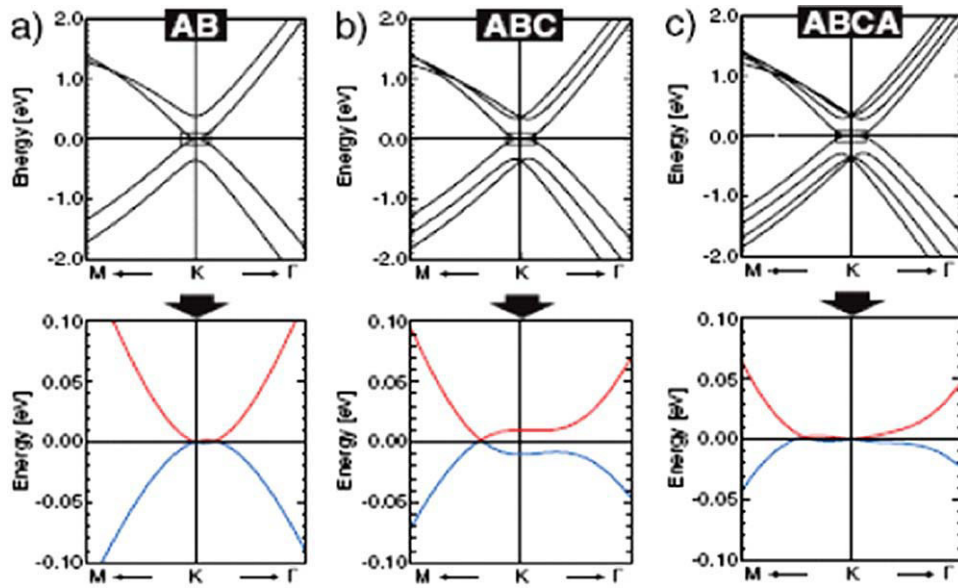 a) AB
2.0
1.0
0.0
-1.0
-2.0
Energy [eV]
M ← K → Γ
b) ABC
2.0
1.0
0.0
-1.0
-2.0
Energy [eV]
M ← K → Γ
c) ABCA
2.0
1.0
0.0
-1.0
-2.0
Energy [eV]
M ← K → Γ
0.10
0.05
0.00
-0.05
-0.10
Energy [eV]
M ← K → Γ
0.10
0.05
0.00
-0.05
-0.10
Energy [eV]
M ← K → Γ
0.10
0.05
0.00
-0.05
-0.10
Energy [eV]
M ← K → Γ